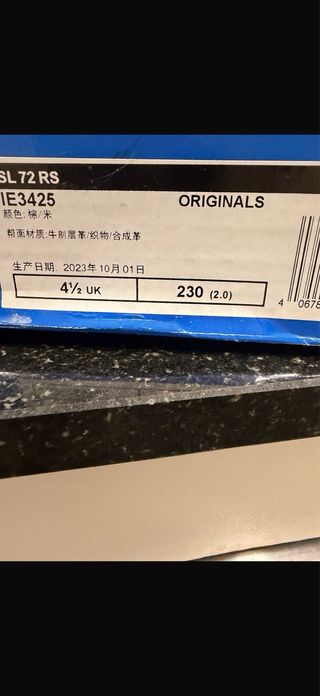 SL 72 RS
IE3425 ORIGINALS
颜色: 棕/米
帮面材质:牛剖层革/织物/合成革
生产日期. 2023年10月01日
4½ UK 230 (2.0)
4 0678